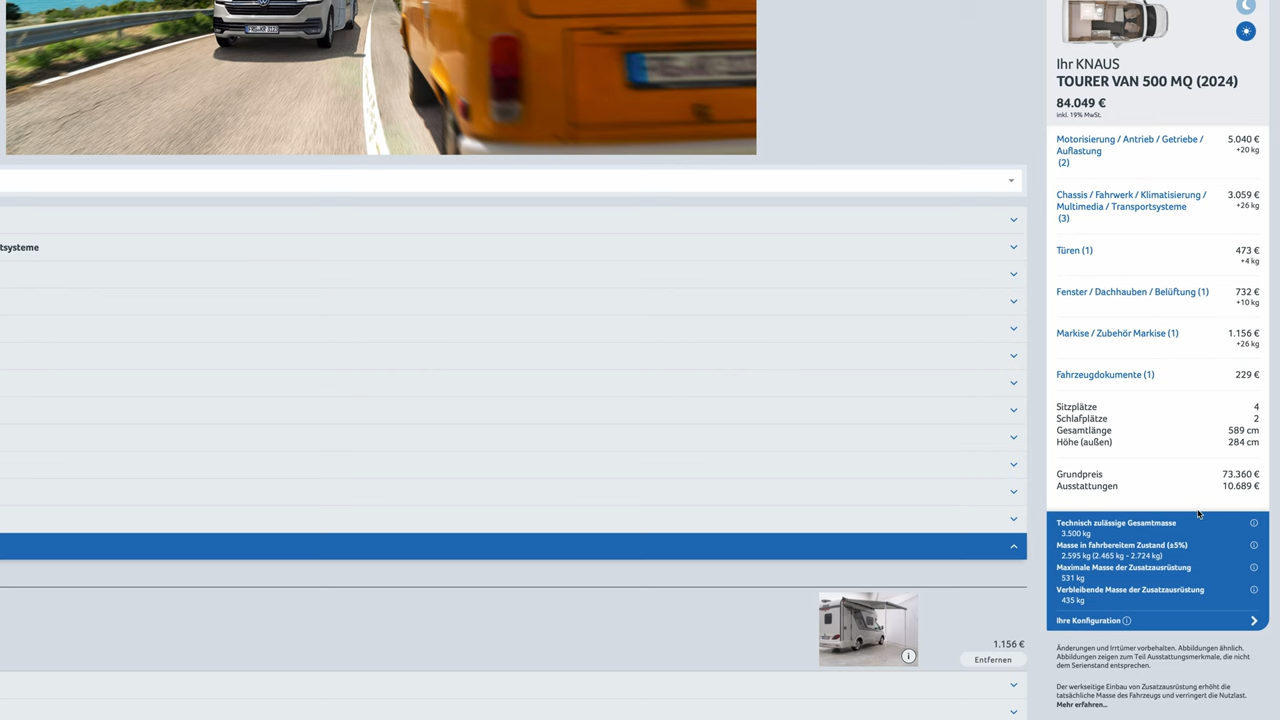 tsysteme
1.156 €
Entfernen
Ihr KNAUS
TOURER VAN 500 MQ (2024)
84.049 €
inkl. 19% MwSt.
Motorisierung / Antrieb / Getriebe / 5.040 €
Auflastung +20 kg
(2)
Chassis / Fahrwerk / Klimatisierung / 3.059 €
Multimedia / Transportsysteme +26 kg
(3)
Türen (1) 473 €
+4 kg
Fenster / Dachhauben / Belüftung (1) 732 €
+10 kg
Markise / Zubehör Markise (1) 1.156 €
+26 kg
Fahrzeugdokumente (1) 229 €
Sitzplätze 4
Schlafplätze 2
Gesamtlänge 589 cm
Höhe (außen) 284 cm
Grundpreis 73.360 €
Ausstattungen 10.689 €
Technisch zulässige Gesamtmasse
3.500 kg
Masse in fahrbereitem Zustand (±5%)
2.595 kg (2.465 kg - 2.724 kg)
Maximale Masse der Zusatzausrüstung
531 kg
Verbleibende Masse der Zusatzausrüstung
435 kg
Ihre Konfiguration
Änderungen und Irrtümer vorbehalten. Abbildungen ähnlich.
Abbildungen zeigen zum Teil Ausstattungsmerkmale, die nicht
dem Serienstand entsprechen.
Der werkseitige Einbau von Zusatzausrüstung erhöht die
tatsächliche Masse des Fahrzeugs und verringert die Nutzlast.
Mehr erfahren...